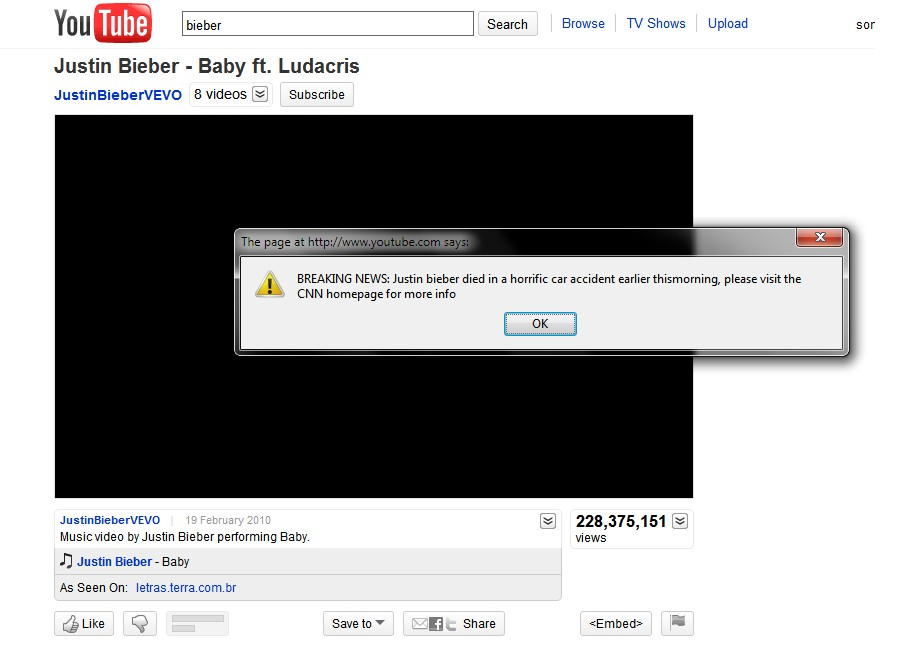 YouTube
bieber
Search
Browse
TV Shows
Upload
sor
Justin Bieber - Baby ft. Ludacris
JustinBieberVEVO
8 videos
Subscribe
The page at http://www.youtube.com says:
BREAKING NEWS: Justin bieber died in a horrific car accident earlier thismorning, please visit the
CNN homepage for more info
OK
JustinBieberVEVO | 19 February 2010
Music video by Justin Bieber performing Baby.
Justin Bieber - Baby
As Seen On: letras.terra.com.br
228,375,151
views
Like
Save to
Share
<Embed>